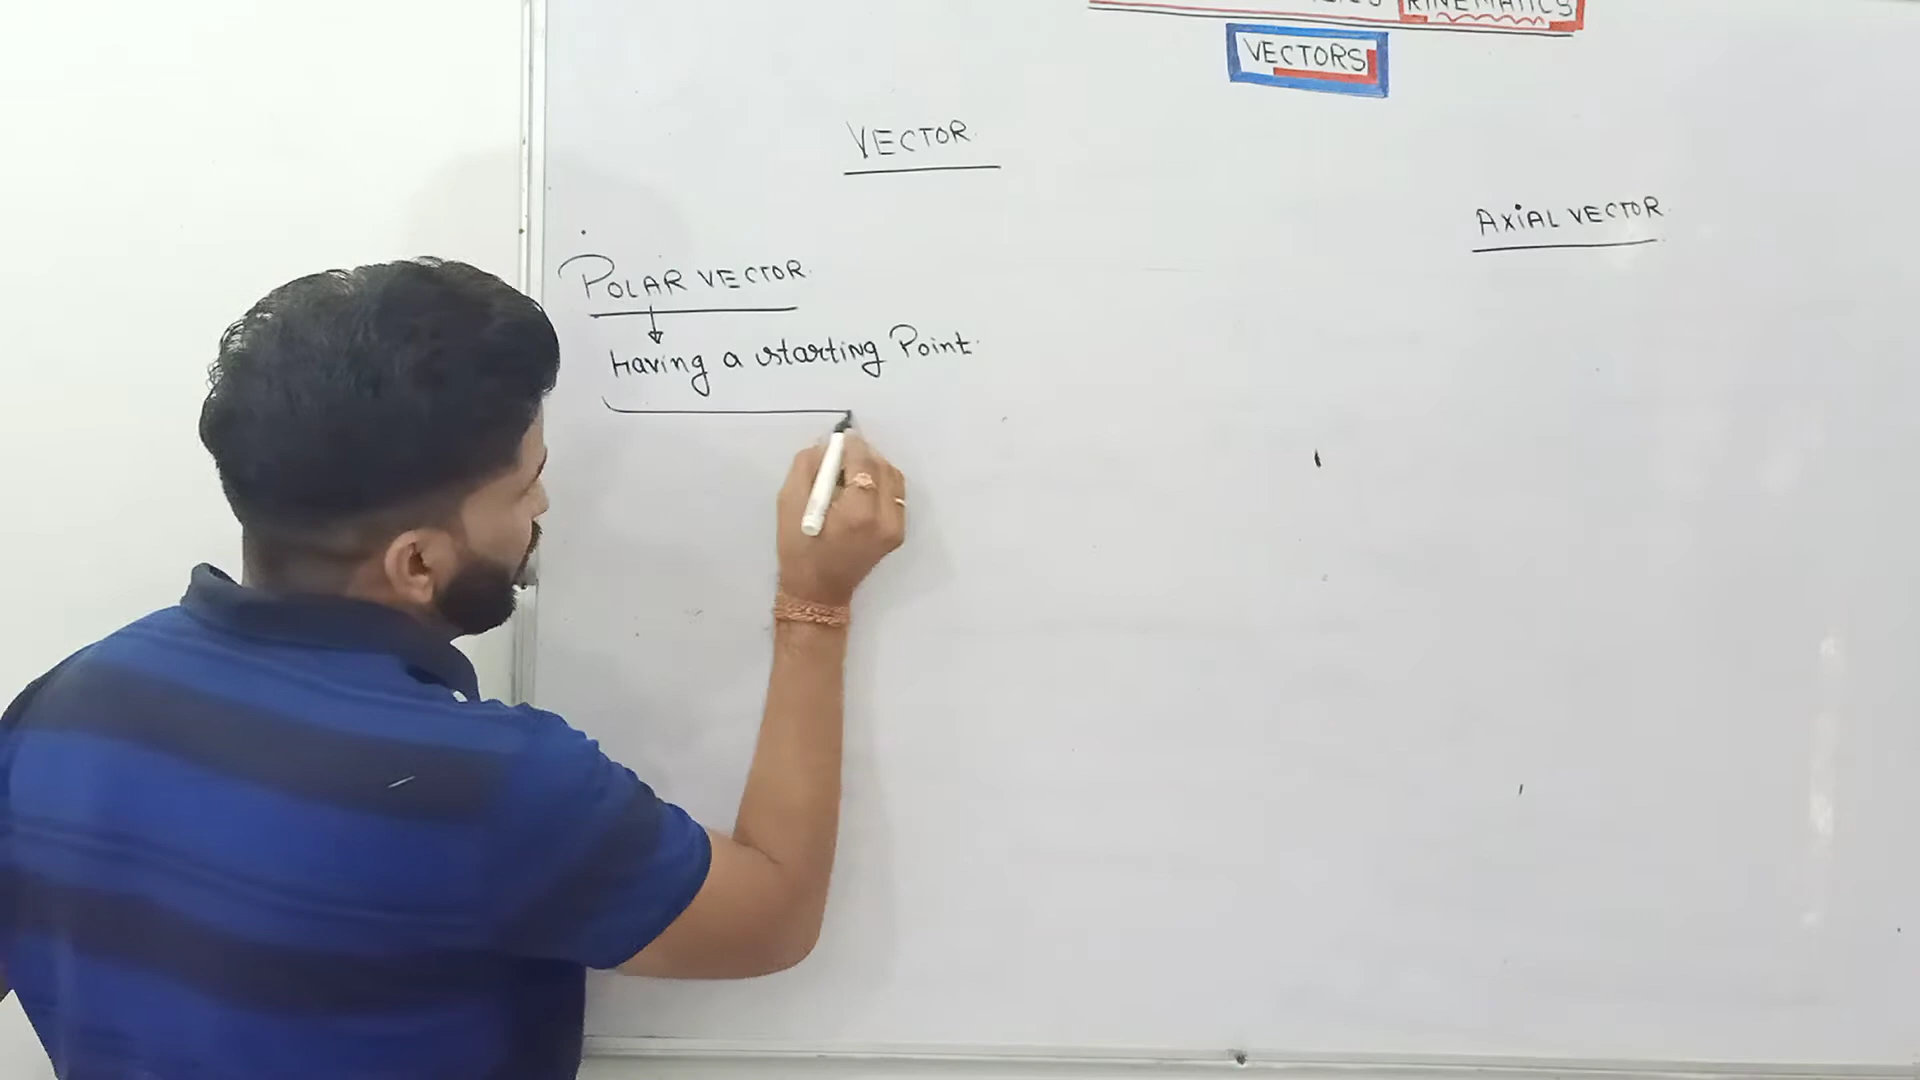 KINEMATICS
VECTORS
VECTOR
AXIAL VECTOR
POLAR VECTOR
Having a starting Point